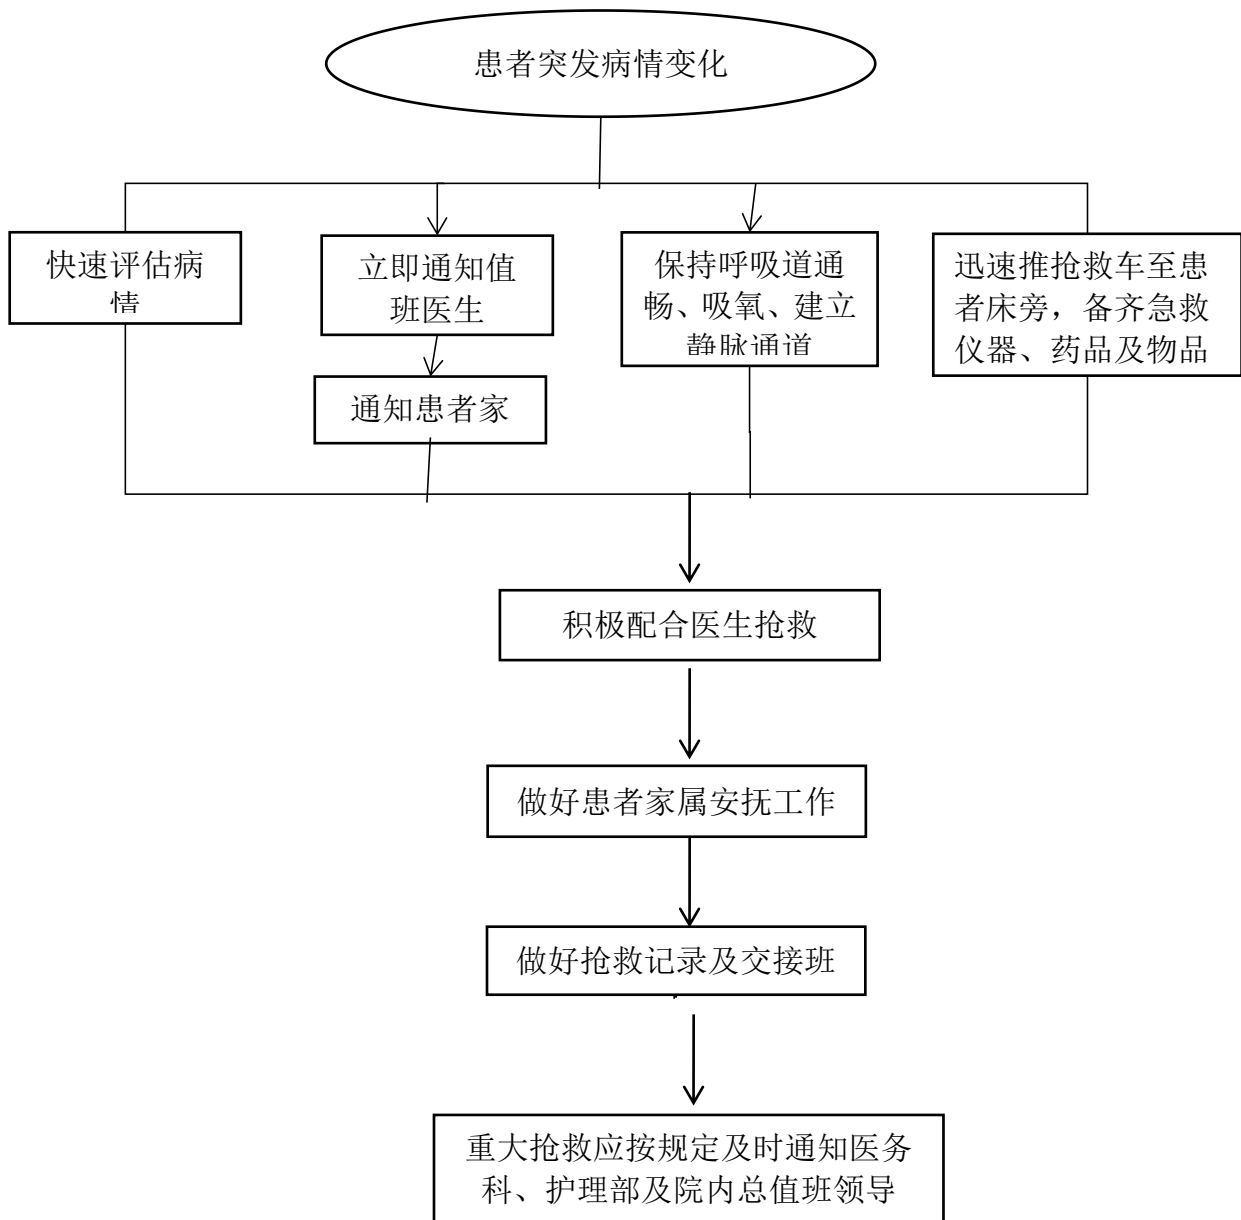 患者突发病情变化
快速评估病
情
立即通知值
班医生
通知患者家
保持呼吸道通
畅、吸氧、建立
静脉通道
迅速推抢救车至患
者床旁，备齐急救
仪器、药品及物品
积极配合医生抢救
做好患者家属安抚工作
做好抢救记录及交接班
重大抢救应按规定及时通知医务
科、护理部及院内总值班领导